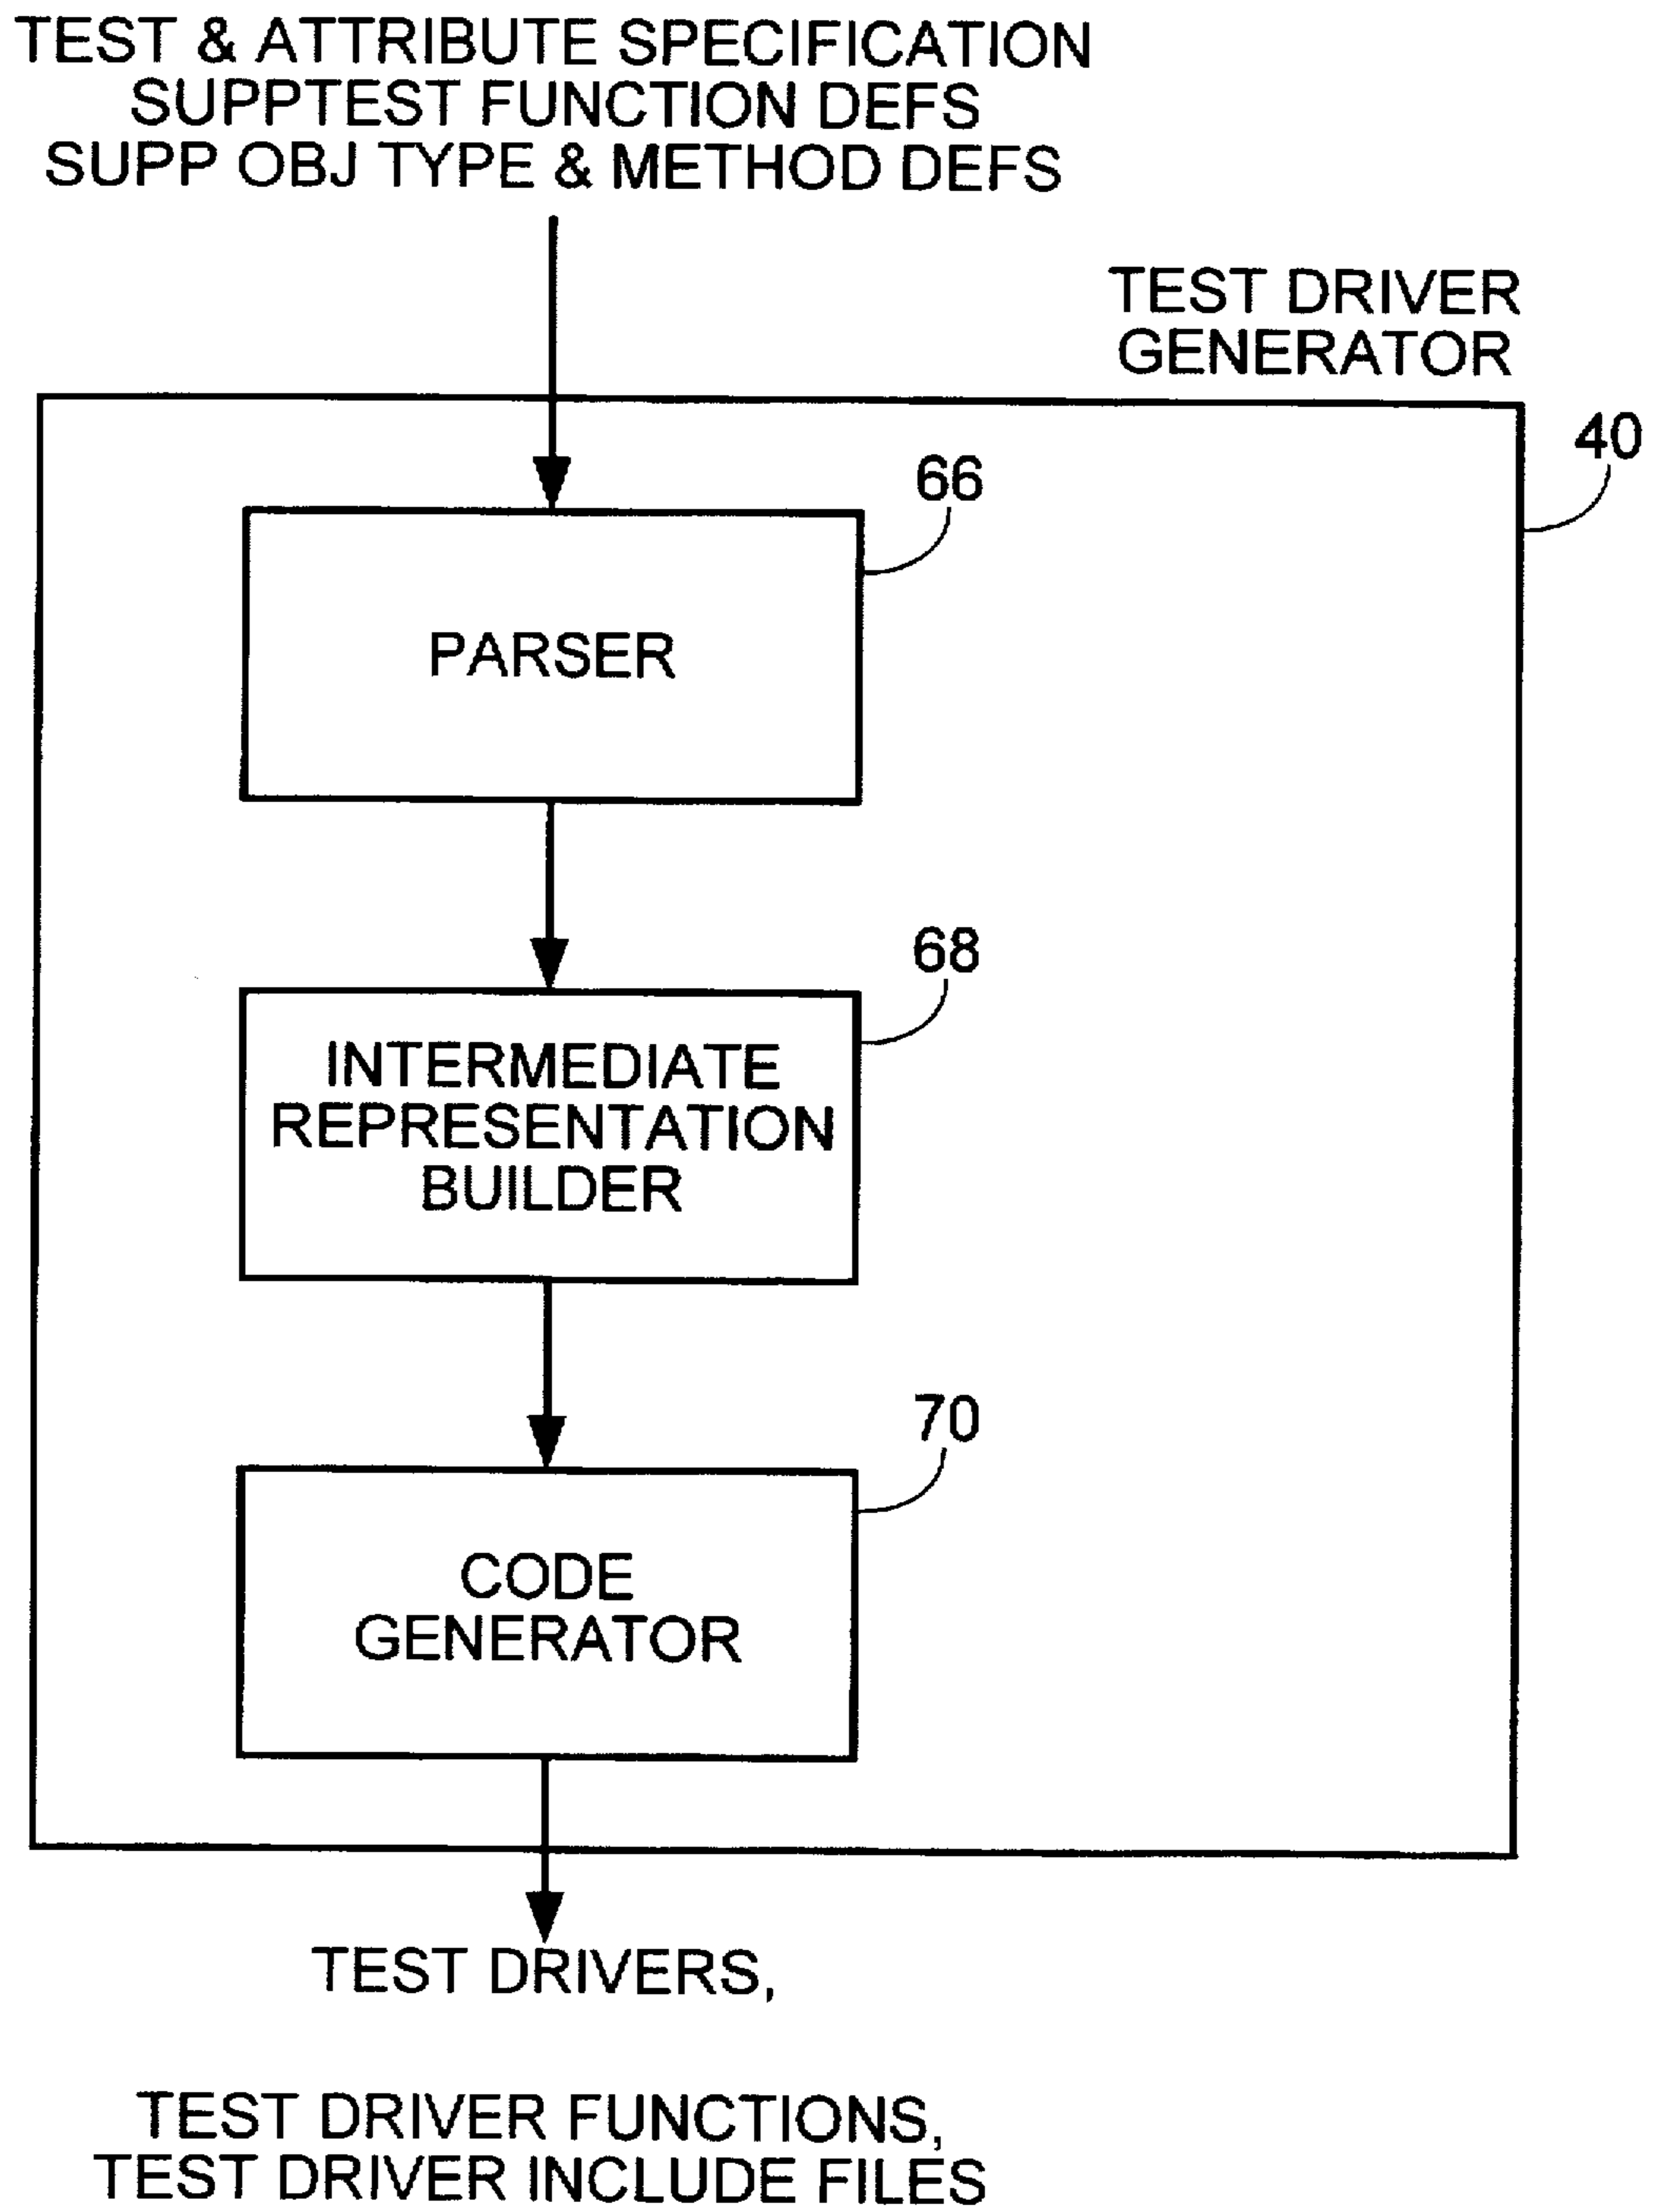 TEST & ATTRIBUTE SPECIFICATION
SUPPTEST FUNCTION DEFS
SUPP OBJ TYPE & METHOD DEFS
TEST DRIVER
GENERATOR
40
66
PARSER
68
INTERMEDIATE
REPRESENTATION
BUILDER
70
CODE
GENERATOR
TEST DRIVERS,
TEST DRIVER FUNCTIONS,
TEST DRIVER INCLUDE FILES